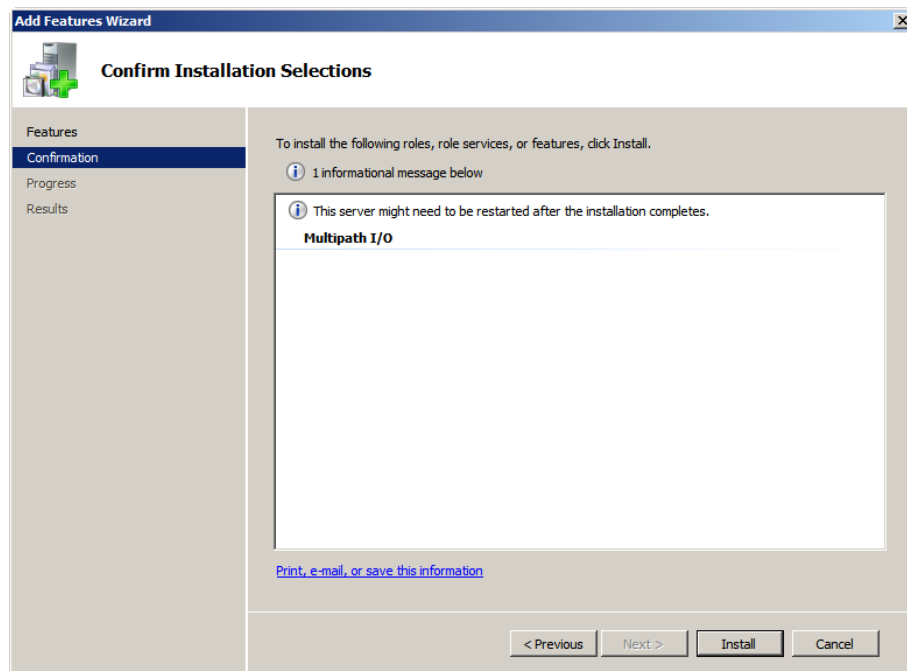 Add Features Wizard
Confirm Installation Selections
Features
Confirmation
Progress
Results
To install the following roles, role services, or features, click Install.
1 informational message below
This server might need to be restarted after the installation completes.
Multipath I/O
Print, e-mail, or save this information
< Previous
Next >
Install
Cancel